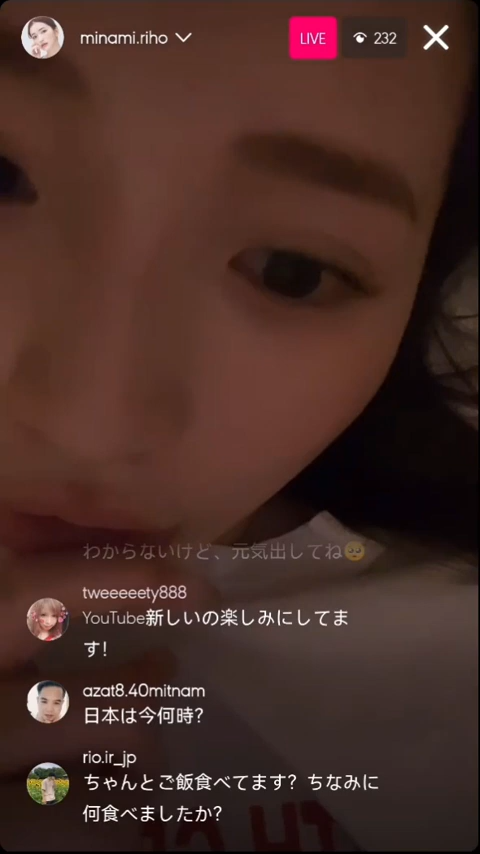 minami.riho
LIVE
232
わからないけど、元気出してね🥺
tweeeeety888
YouTube新しいの楽しみにしてま
す!
azat8.40mitnam
日本は今何時?
rio.ir_jp
ちゃんとご飯食べてます? ちなみに
何食べましたか?